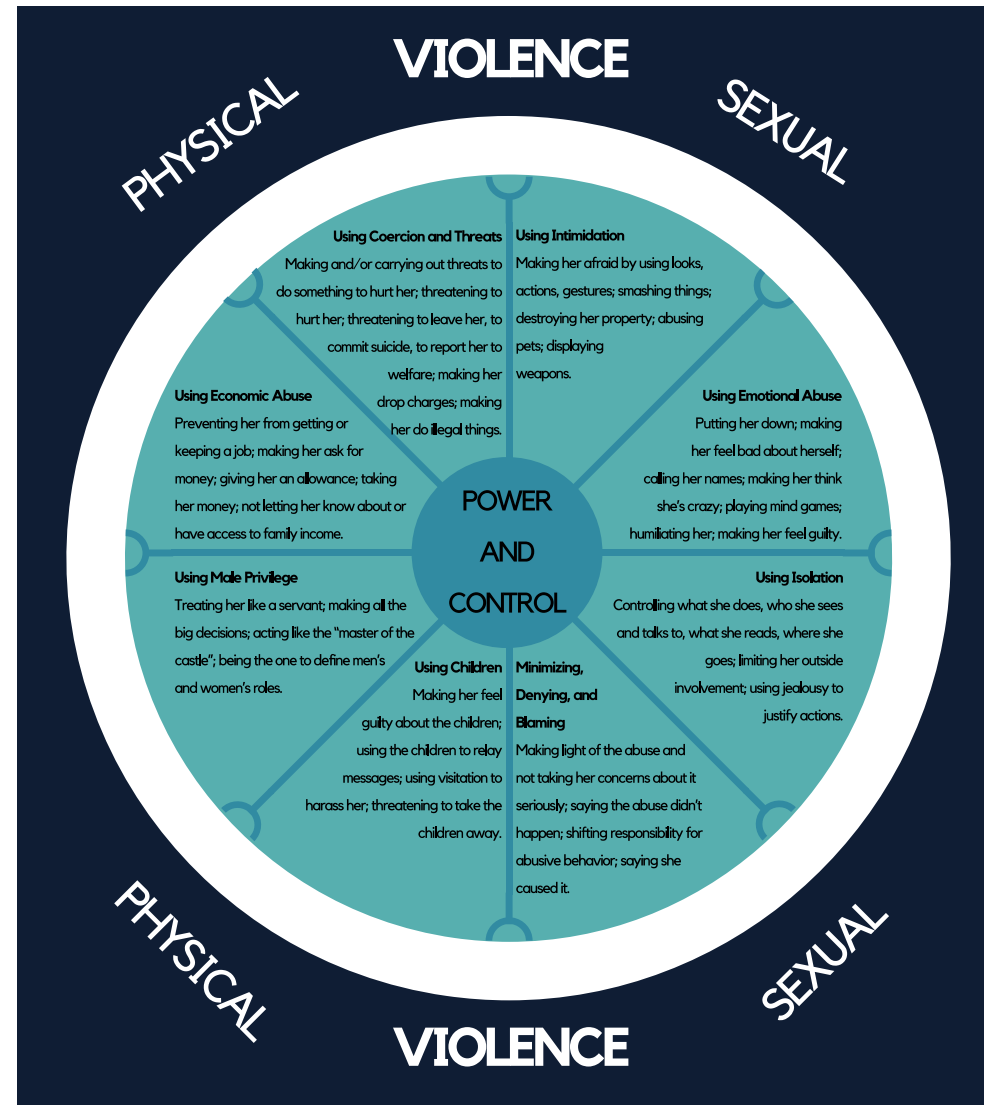 VIOLENCE
PHYSICAL
SEXUAL
Using Coercion and Threats
Making and/or carrying out threats to
do something to hurt her; threatening to
hurt her; threatening to leave her, to
commit suicide, to report her to
welfare; making her
drop charges; making
her do illegal things.
Using Intimidation
Making her afraid by using looks,
actions, gestures; smashing things;
destroying her property; abusing
pets; displaying
weapons.
Using Economic Abuse
Preventing her from getting or
keeping a job; making her ask for
money; giving her an allowance; taking
her money; not letting her know about or
have access to family income.
Using Emotional Abuse
Putting her down; making
her feel bad about herself;
calling her names; making her think
she's crazy; playing mind games;
humiliating her; making her feel guilty.
POWER
AND
CONTROL
Using Male Privilege
Treating her like a servant; making all the
big decisions; acting like the "master of the
castle"; being the one to define men's
and women's roles.
Using Isolation
Controlling what she does, who she sees
and talks to, what she reads, where she
goes; limiting her outside
involvement; using jealousy to
justify actions.
Using Children
Making her feel
guilty about the children;
using the children to relay
messages; using visitation to
harass her; threatening to take the
children away.
Minimizing,
Denying, and
Blaming
Making light of the abuse and
not taking her concerns about it
seriously; saying the abuse didn't
happen; shifting responsibility for
abusive behavior; saying she
caused it.
PHYSICAL
SEXUAL
VIOLENCE